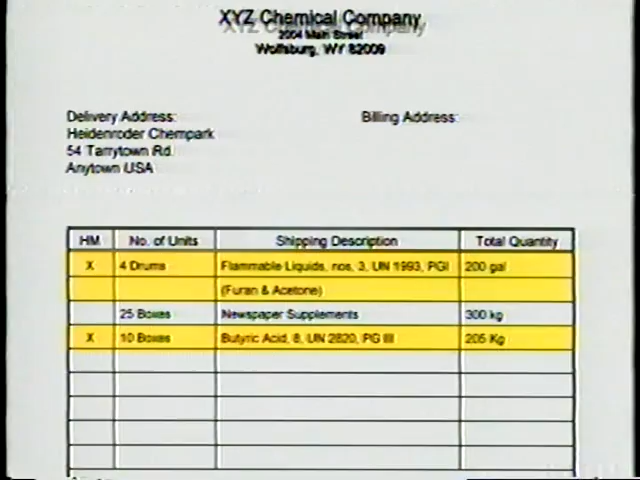 XYZ Chemical Company
2004 Main Street
Wolfsburg, WY 82009
Delivery Address:
Billing Address:
Heidenroder Chempark
54 Tarrytown Rd.
Anytown USA
HM No. of Units Shipping Description Total Quantity
X 4 Drums Flammable Liquids, nos, 3, UN 1993, PGI 200 gal
(Furan & Acetone)
25 Boxes Newspaper Supplements 300 kg
X 10 Boxes Butyric Acid, 8, UN 2820, PG III 205 Kg